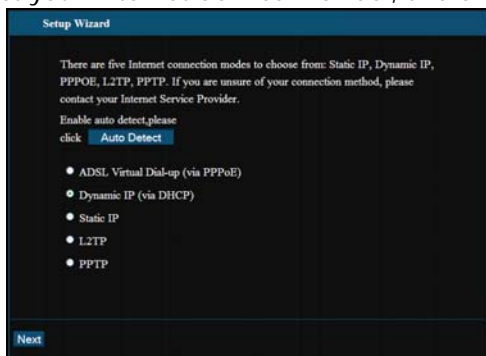 Setup Wizard
There are five Internet connection modes to choose from: Static IP, Dynamic IP,
PPPOE, L2TP, PPTP. If you are unsure of your connection method, please
contact your Internet Service Provider.
Enable auto detect,please
click Auto Detect
ADSL Virtual Dial-up (via PPPoE)
Dynamic IP (via DHCP)
Static IP
L2TP
PPTP
Next